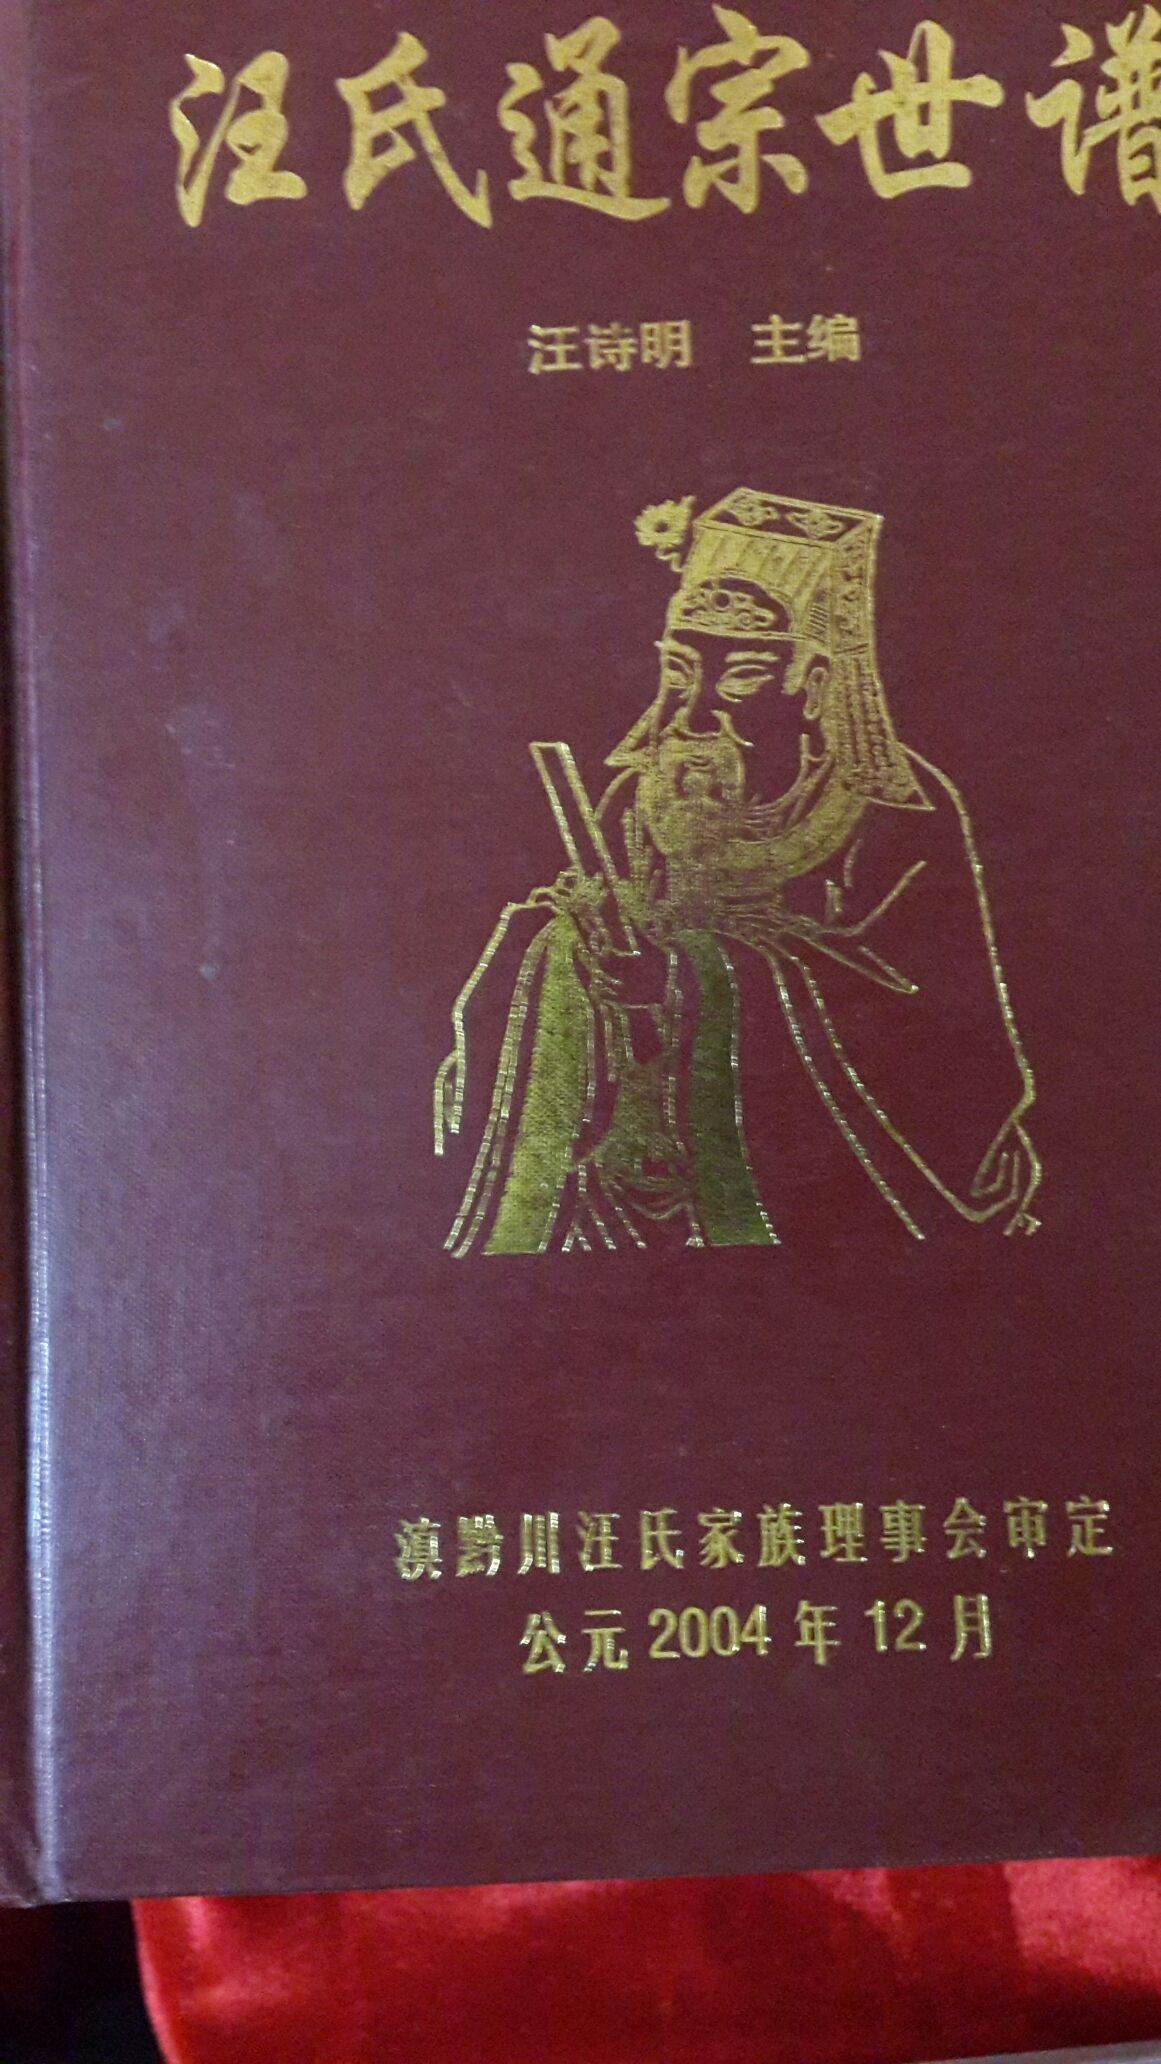 汪氏通宗世谱
汪诗明 主编
滇黔川汪氏家族理事会审定
公元2004年12月